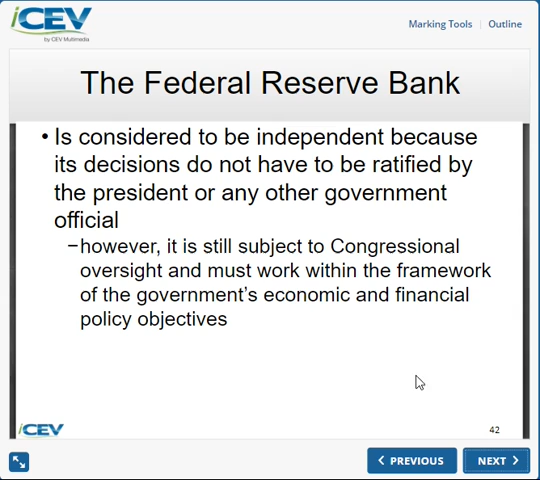 iCEV
by CEV Multimedia
Marking Tools | Outline
The Federal Reserve Bank
• Is considered to be independent because
its decisions do not have to be ratified by
the president or any other government
official
–however, it is still subject to Congressional
oversight and must work within the framework
of the government's economic and financial
policy objectives
iCEV
42
PREVIOUS
NEXT